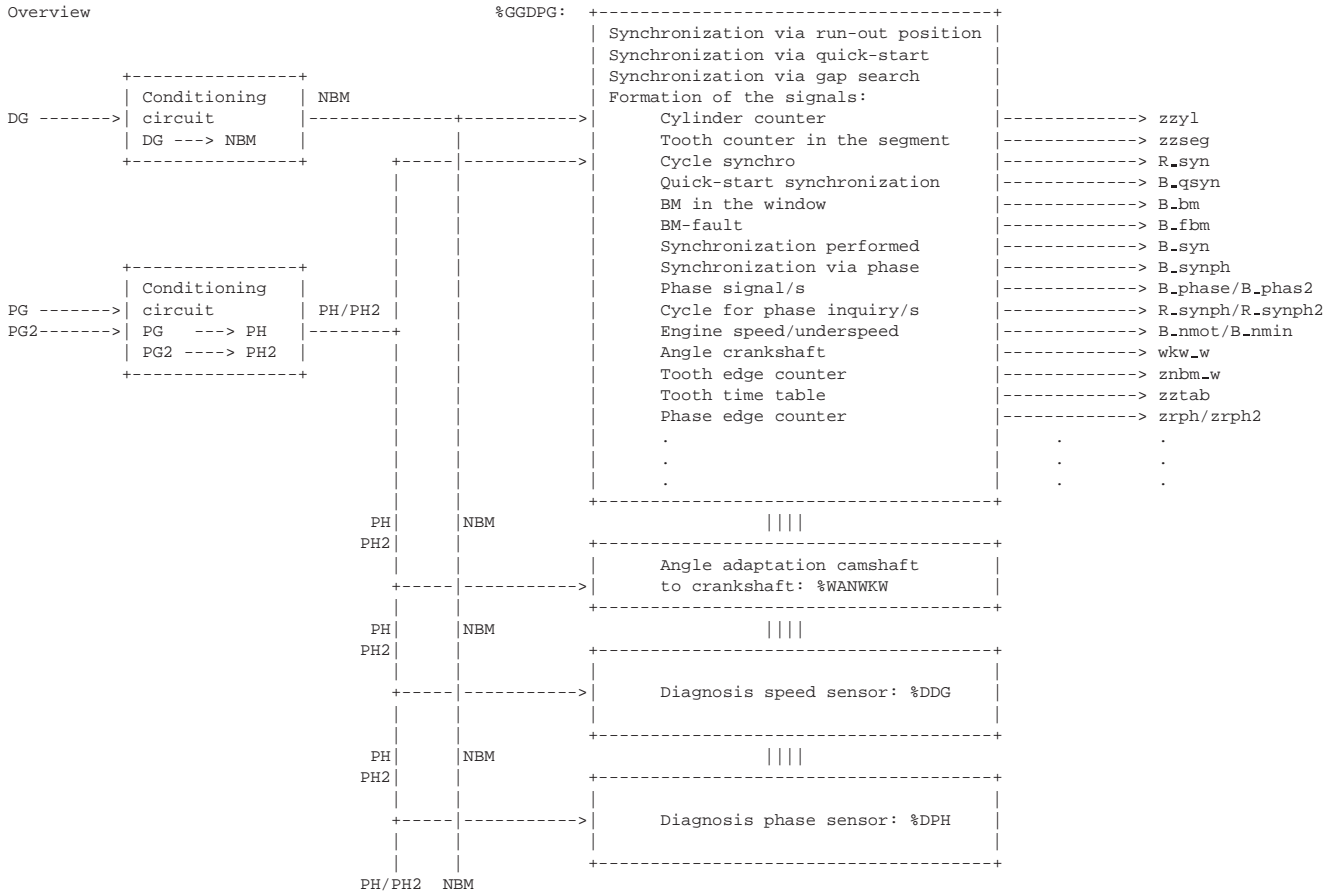 Overview %GGDPG:
Synchronization via run-out position
Synchronization via quick-start
Synchronization via gap search
Conditioning NBM Formation of the signals:
DG -------> circuit Cylinder counter -------------> zzyl
DG ---> NBM Tooth counter in the segment -------------> zzseg
Cycle synchro -------------> R_syn
Quick-start synchronization -------------> B_qsyn
BM in the window -------------> B_bm
BM-fault -------------> B_fbm
Synchronization performed -------------> B_syn
Synchronization via phase -------------> B_synph
Conditioning Phase signal/s -------------> B_phase/B_phas2
PG -------> circuit PH/PH2 Cycle for phase inquiry/s -------------> R_synph/R_synph2
PG2-------> PG ---> PH Engine speed/underspeed -------------> B_nmot/B_nmin
PG2 ----> PH2 Angle crankshaft -------------> wkw_w
Tooth edge counter -------------> znbm_w
Tooth time table -------------> zztab
Phase edge counter -------------> zrph/zrph2
. . .
. . .
. . .
PH NBM
PH2
Angle adaptation camshaft
to crankshaft: %WANWKW
PH NBM
PH2
Diagnosis speed sensor: %DDG
PH NBM
PH2
Diagnosis phase sensor: %DPH
PH/PH2 NBM